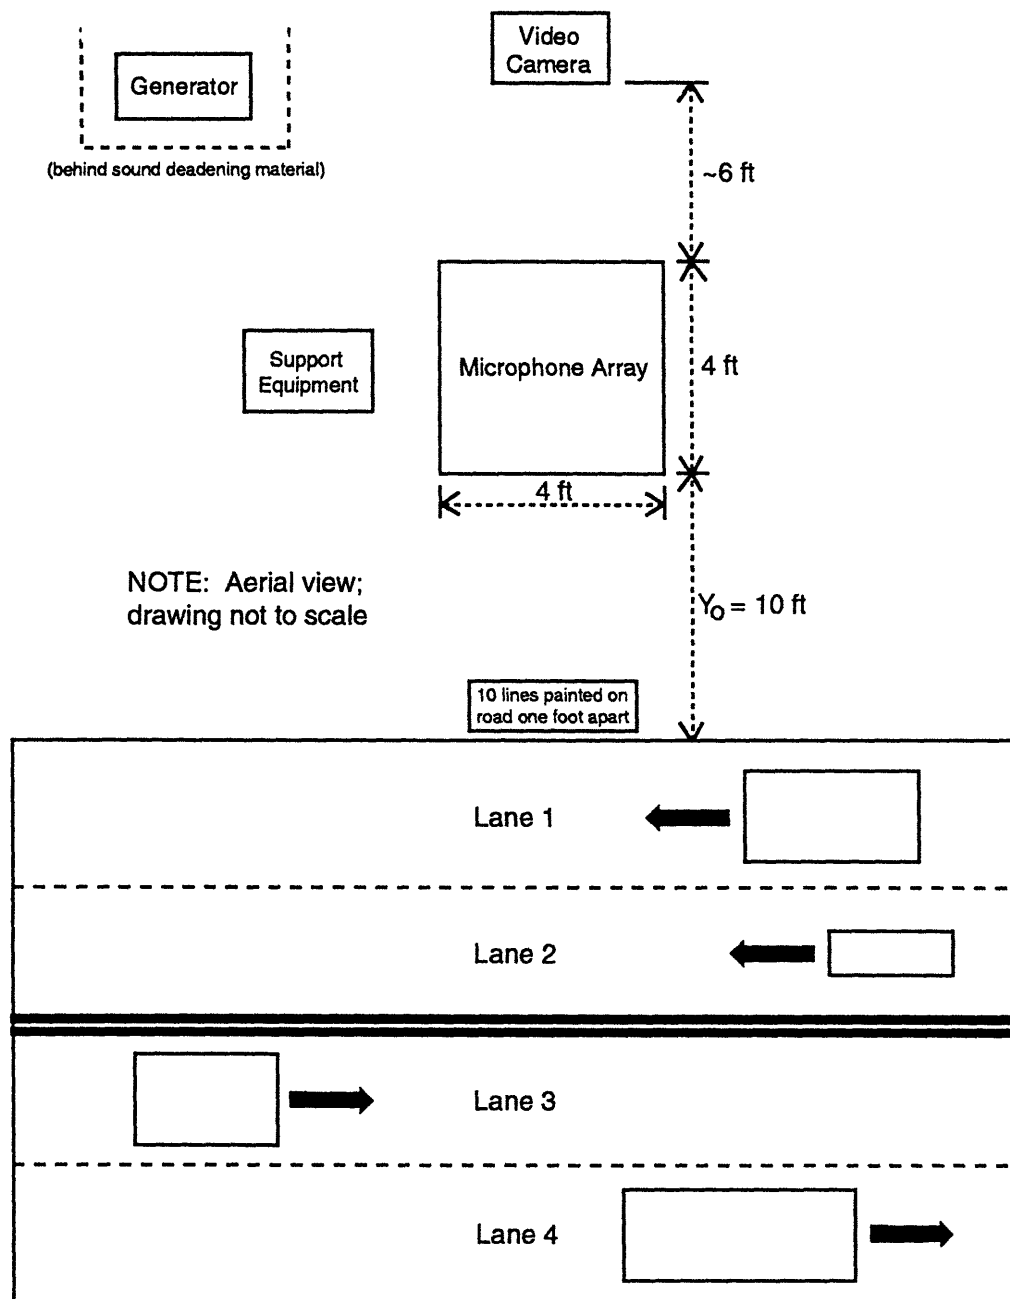 Video
Camera
Generator
(behind sound deadening material)
~6 ft
Support
Equipment
Microphone Array
4 ft
4 ft
NOTE: Aerial view;
drawing not to scale
Yo = 10 ft
10 lines painted on
road one foot apart
Lane 1
Lane 2
Lane 3
Lane 4